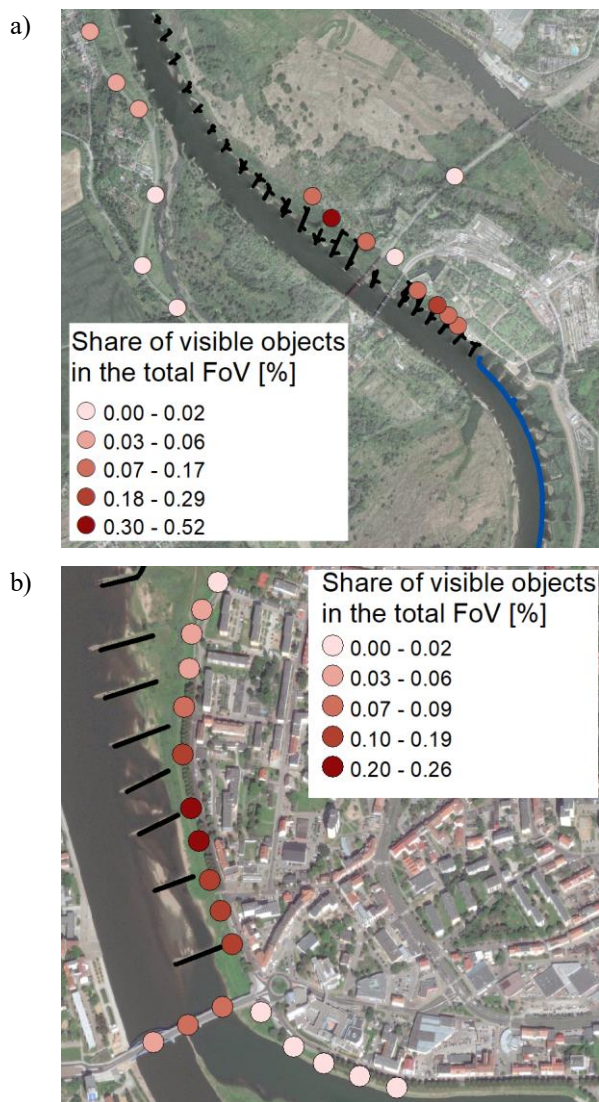 a)
Share of visible objects
in the total FoV [%]
0.00 - 0.02
0.03 - 0.06
0.07 - 0.17
0.18 - 0.29
0.30 - 0.52
b)
Share of visible objects
in the total FoV [%]
0.00 - 0.02
0.03 - 0.06
0.07 - 0.09
0.10 - 0.19
0.20 - 0.26